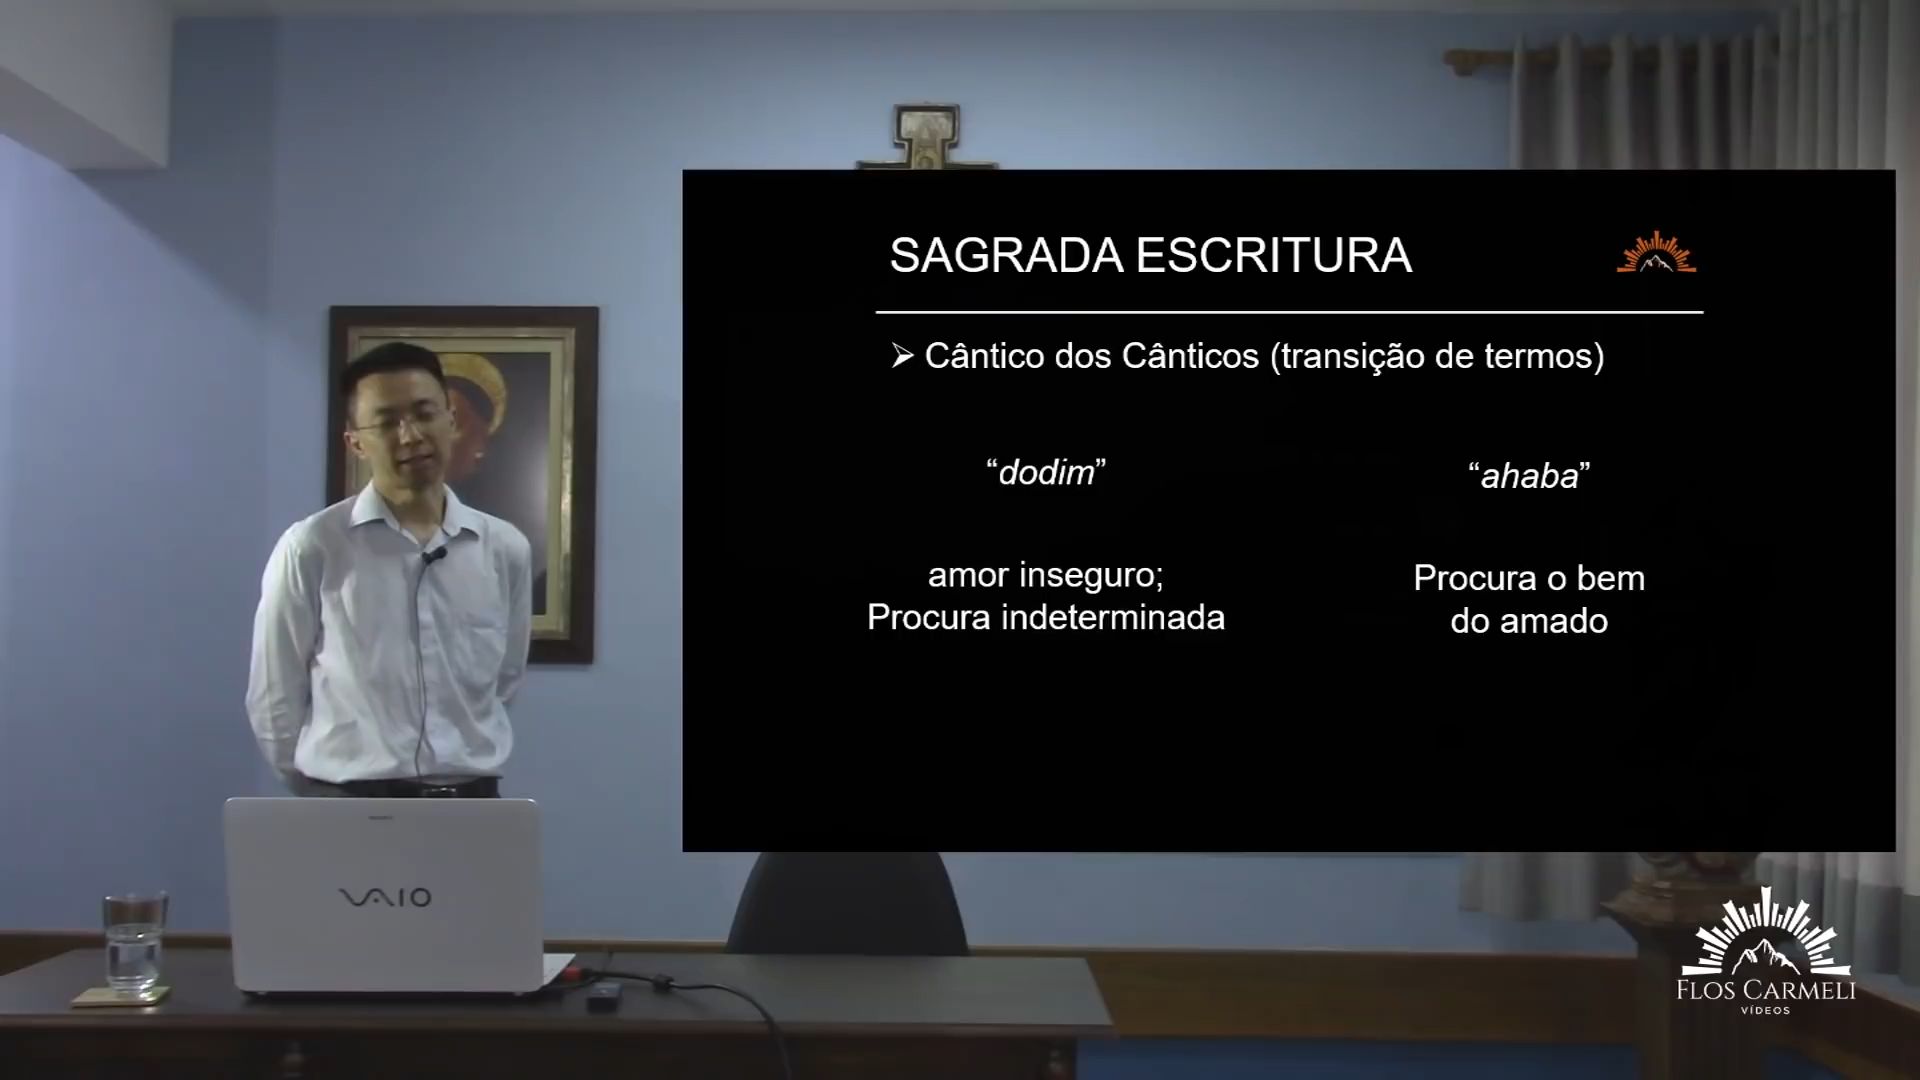 SAGRADA ESCRITURA
Cântico dos Cânticos (transição de termos)
“dodim”
amor inseguro;
Procura indeterminada
“ahaba”
Procura o bem
do amado
VAIO
FLOS CARMELI
VÍDEOS